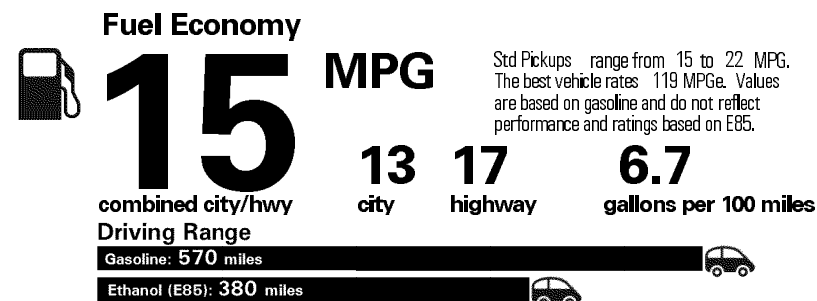 Fuel Economy
15
MPG
Std Pickups range from 15 to 22 MPG.
The best vehicle rates 119 MPGe. Values
are based on gasoline and do not reflect
performance and ratings based on E85.
13 17 6.7
combined city/hwy city highway gallons per 100 miles
Driving Range
Gasoline: 570 miles
Ethanol (E85): 380 miles